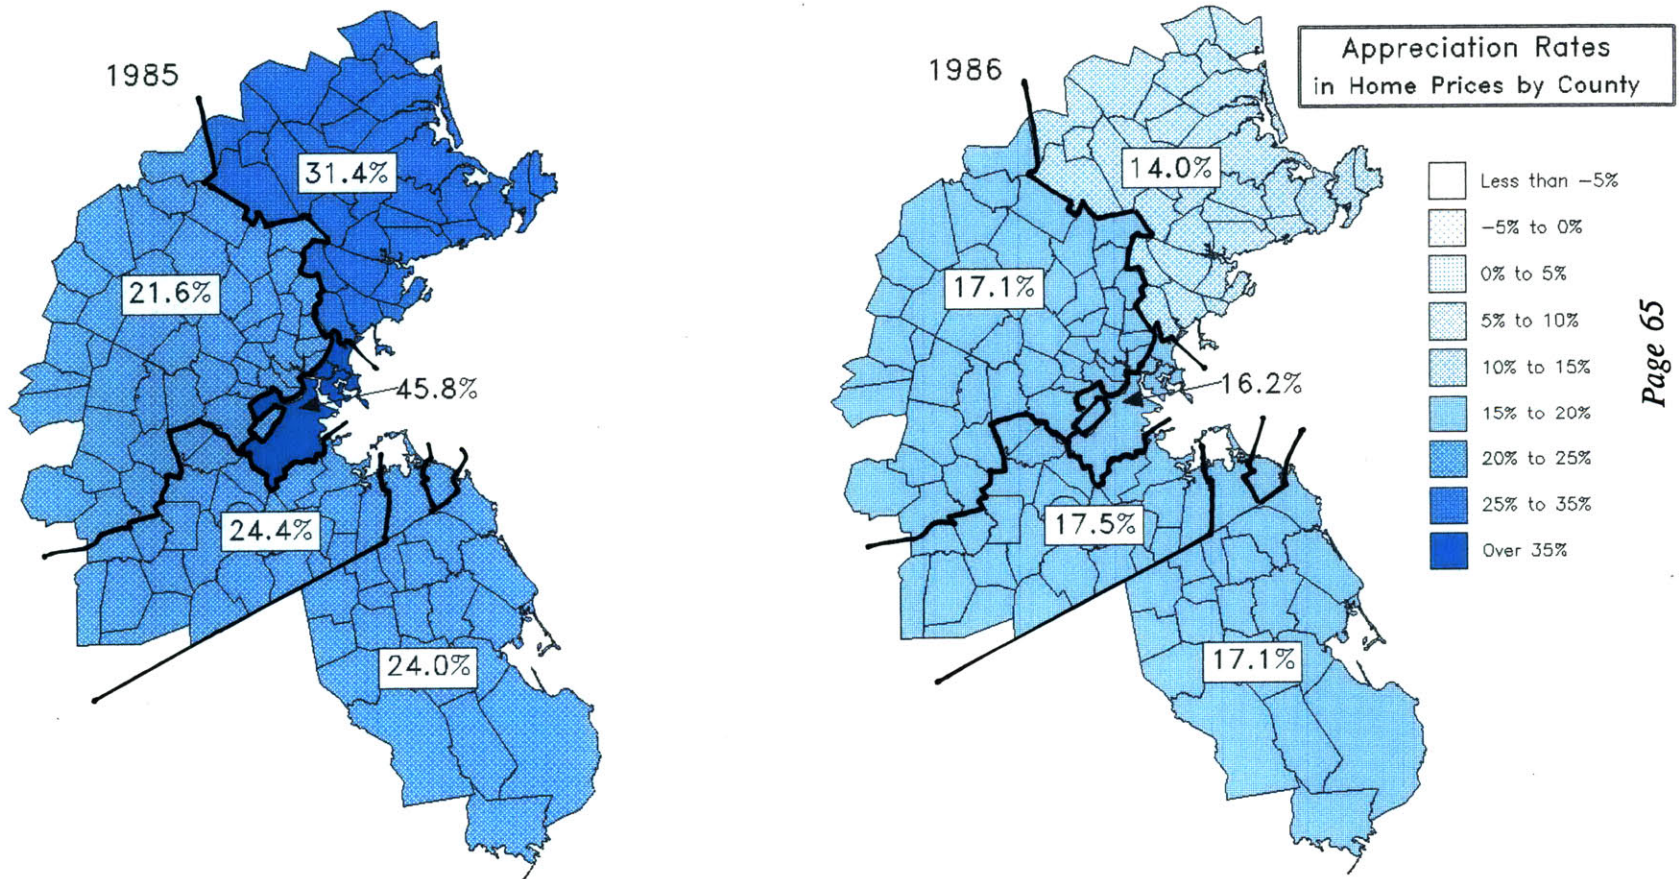 1985
31.4%
21.6%
45.8%
24.4%
24.0%
1986
14.0%
17.1%
16.2%
17.5%
17.1%
Appreciation Rates
in Home Prices by County
Less than −5%
−5% to 0%
0% to 5%
5% to 10%
10% to 15%
15% to 20%
20% to 25%
25% to 35%
Over 35%
Page 65